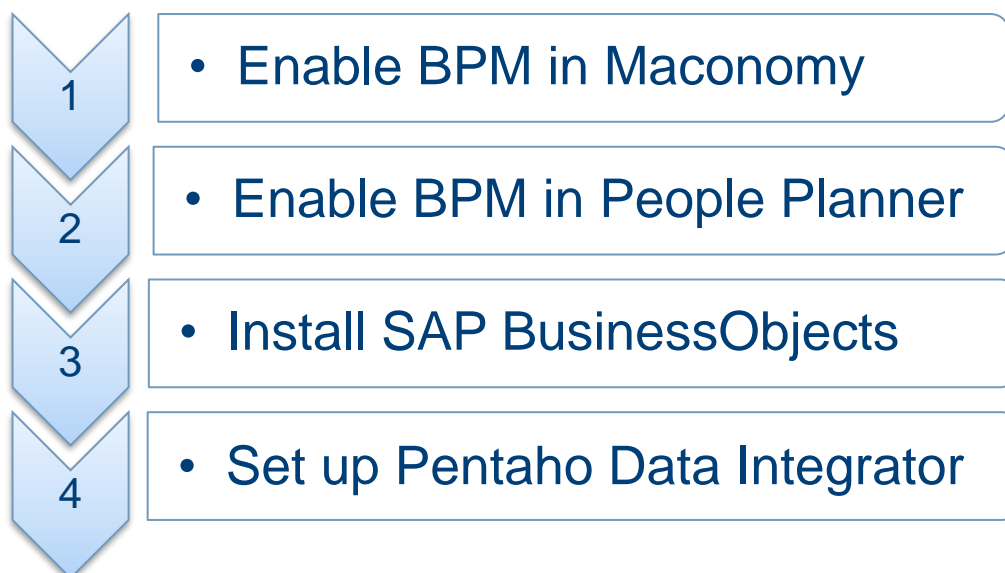 1
• Enable BPM in Maconomy
2
• Enable BPM in People Planner
3
• Install SAP BusinessObjects
4
• Set up Pentaho Data Integrator